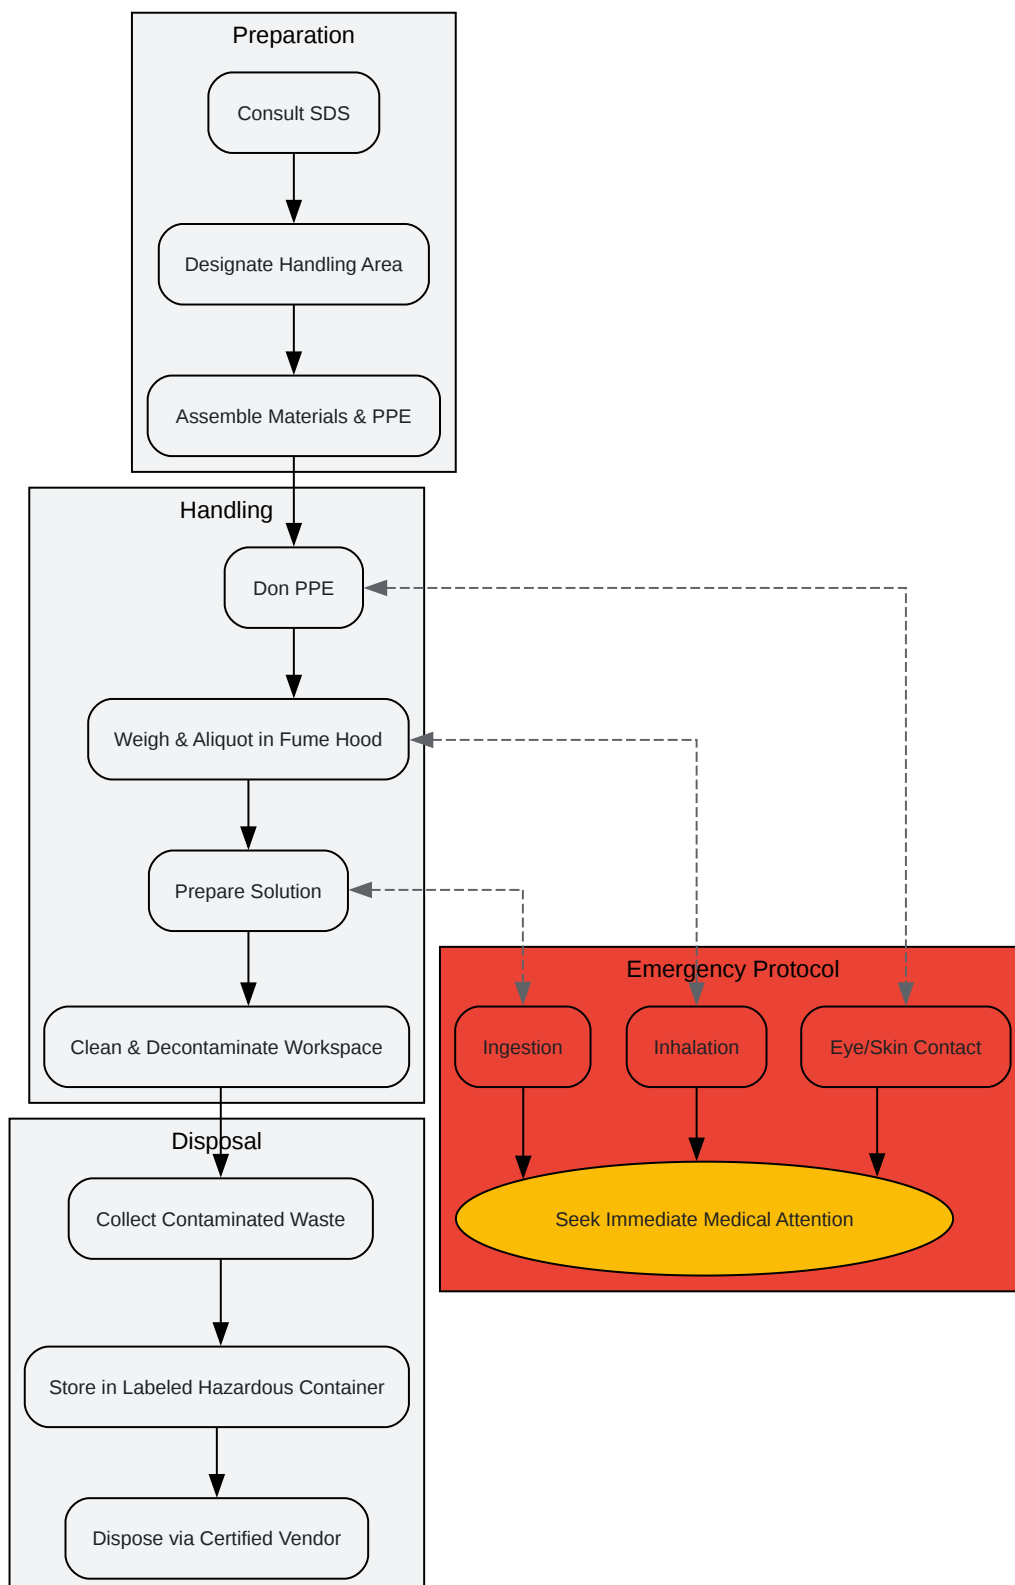 Preparation
Consult SDS
Designate Handling Area
Assemble Materials & PPE
Handling
Don PPE
Weigh & Aliquot in Fume Hood
Prepare Solution
Clean & Decontaminate Workspace
Emergency Protocol
Ingestion
Inhalation
Eye/Skin Contact
Seek Immediate Medical Attention
Disposal
Collect Contaminated Waste
Store in Labeled Hazardous Container
Dispose via Certified Vendor